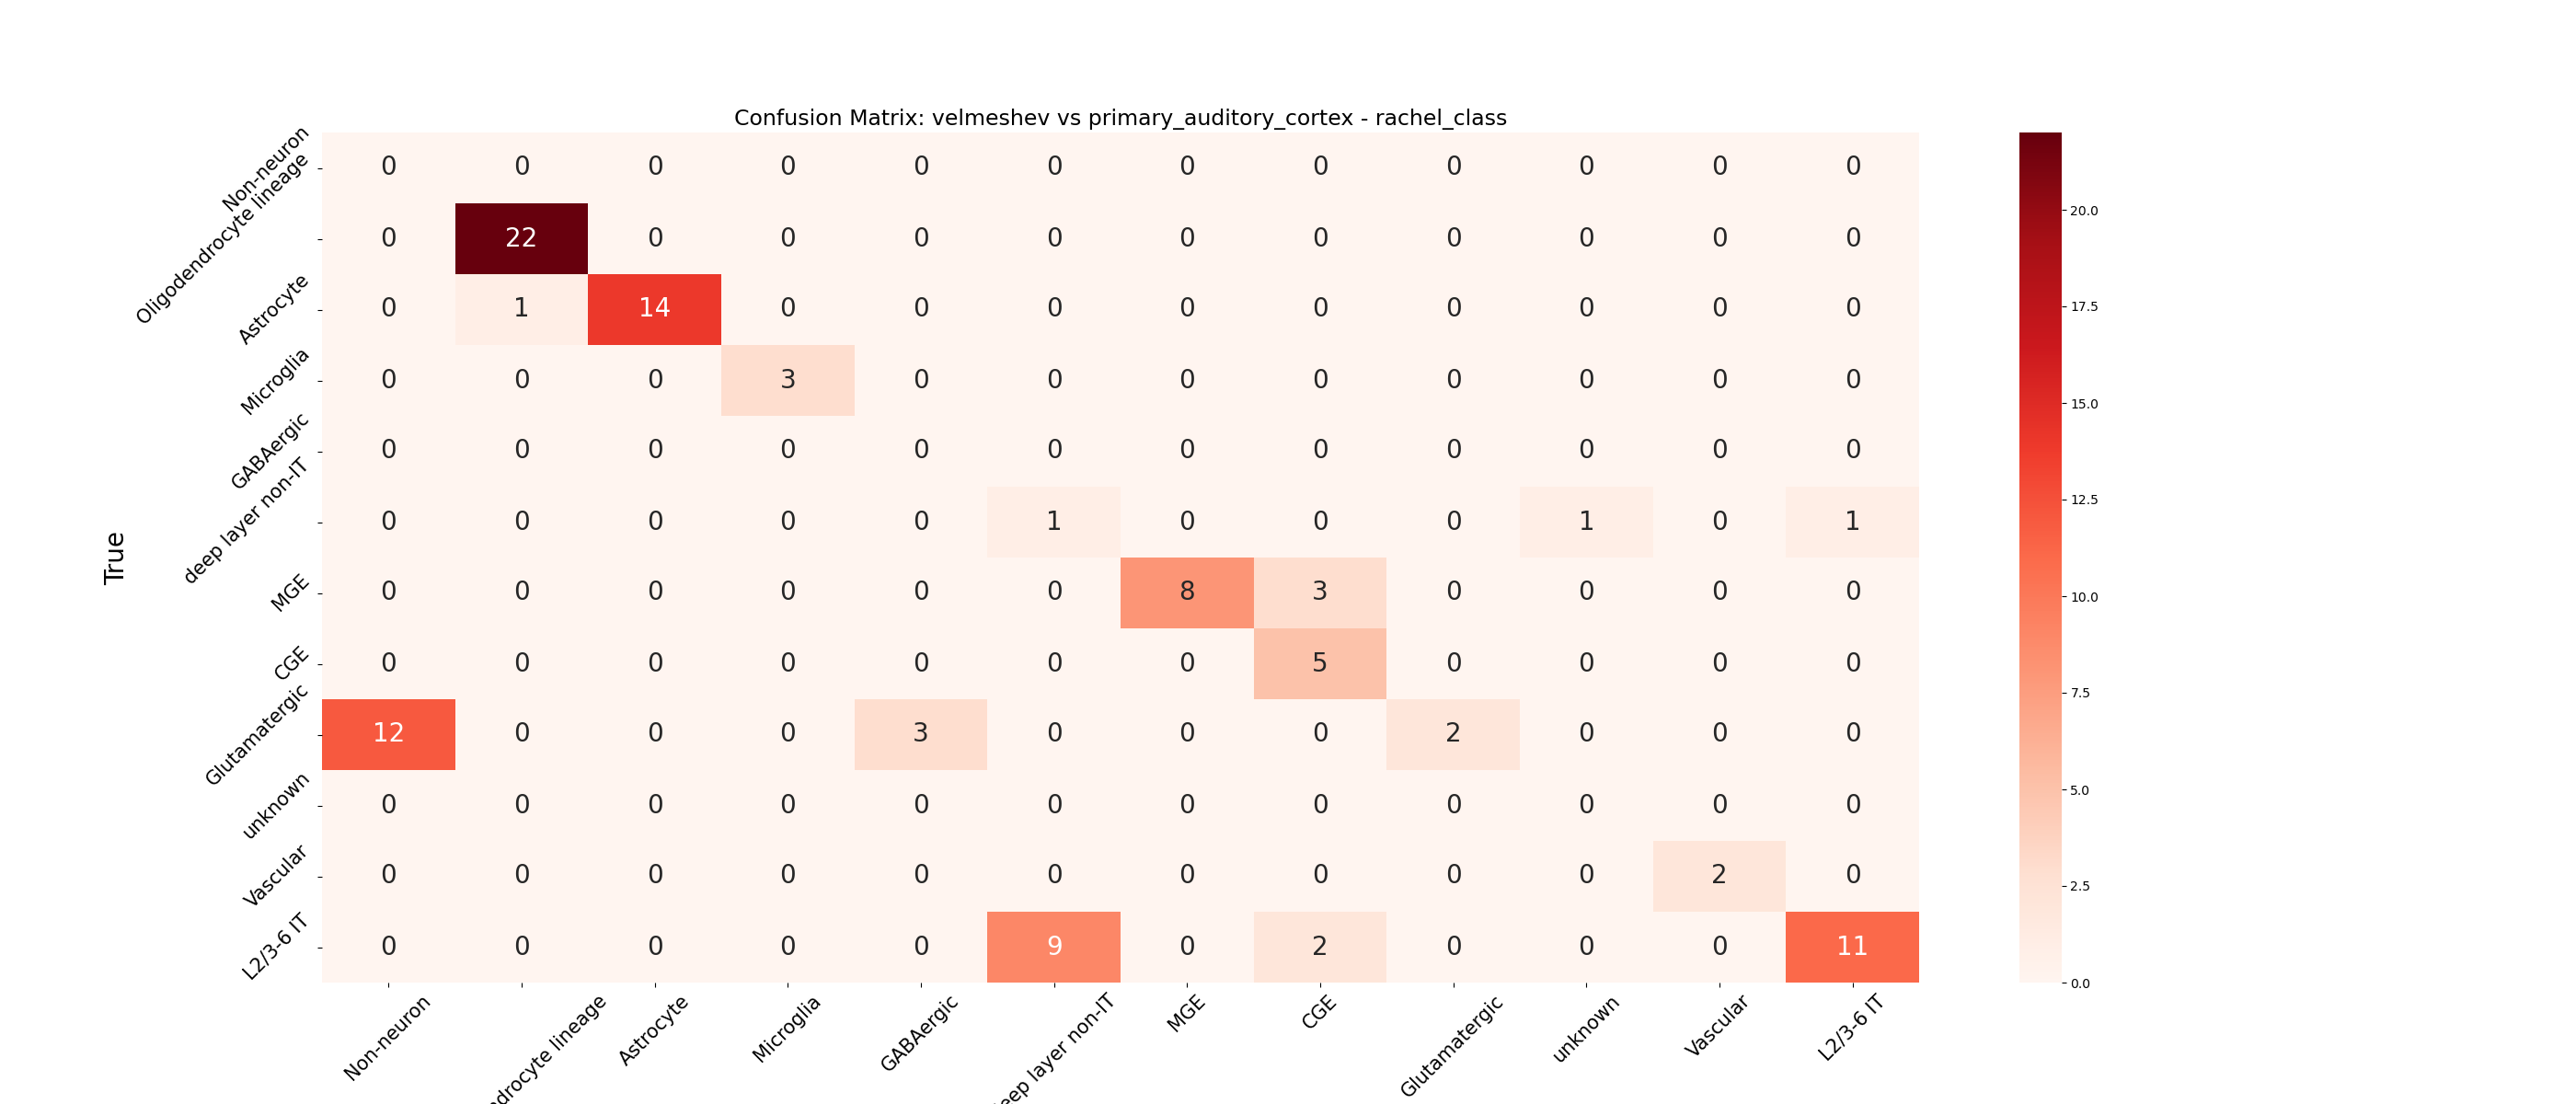 Confusion Matrix: velmeshev vs primary_auditory_cortex - rachel_class
True
Non-neuron 0 0 0 0 0 0 0 0 0 0 0 0
Oligodendrocyte lineage 0 22 0 0 0 0 0 0 0 0 0 0
Astrocyte 0 1 14 0 0 0 0 0 0 0 0 0
Microglia 0 0 0 3 0 0 0 0 0 0 0 0
GABAergic 0 0 0 0 0 0 0 0 0 0 0 0
deep layer non-IT 0 0 0 0 0 1 0 0 0 1 0 1
MGE 0 0 0 0 0 0 8 3 0 0 0 0
CGE 0 0 0 0 0 0 0 5 0 0 0 0
Glutamatergic 12 0 0 0 3 0 0 0 2 0 0 0
unknown 0 0 0 0 0 0 0 0 0 0 0 0
Vascular 0 0 0 0 0 0 0 0 0 0 2 0
L2/3-6 IT 0 0 0 0 0 9 0 2 0 0 0 11
Non-neuron
lineage
Astrocyte
Microglia
GABAergic
layer non-IT
MGE
CGE
Glutamatergic
unknown
Vascular
L2/3-6 IT
20.0
17.5
15.0
12.5
10.0
7.5
5.0
2.5
0.0